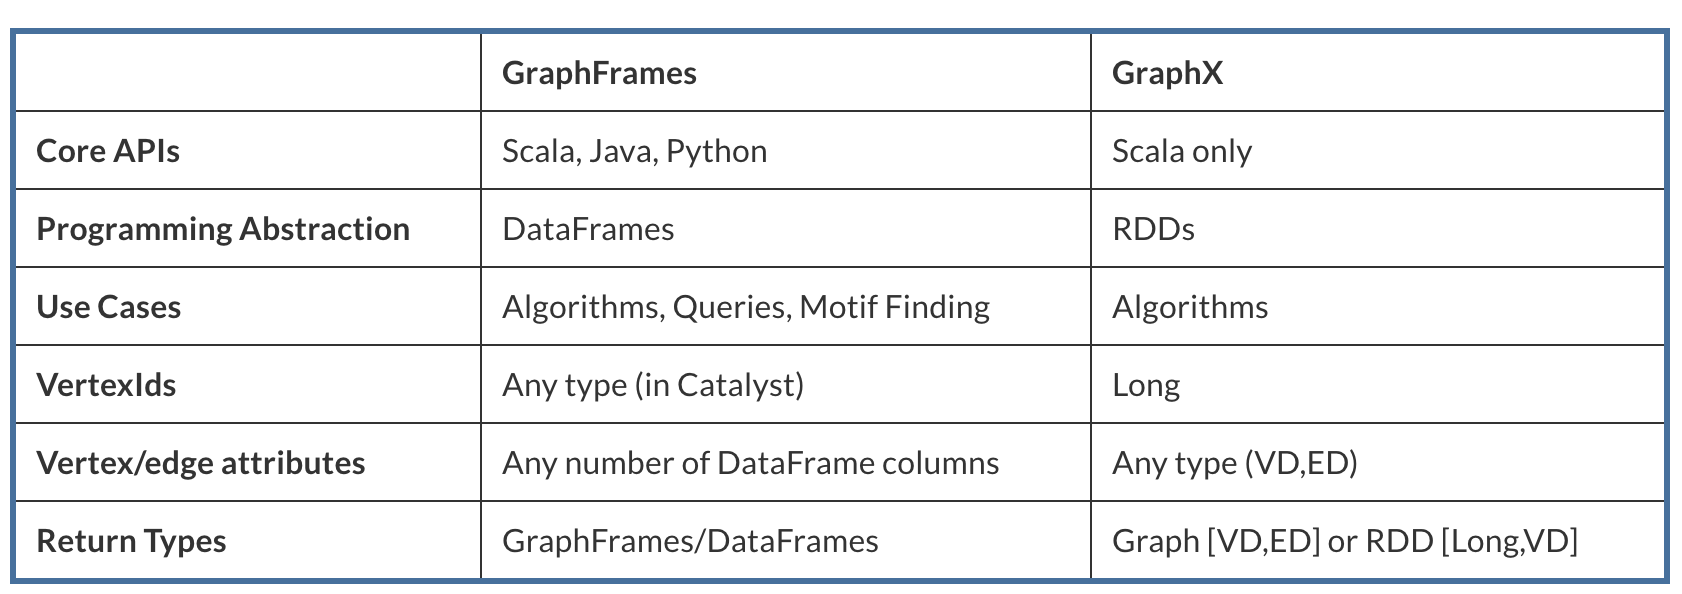 GraphFrames GraphX
Core APIs Scala, Java, Python Scala only
Programming Abstraction DataFrames RDDs
Use Cases Algorithms, Queries, Motif Finding Algorithms
VertexIds Any type (in Catalyst) Long
Vertex/edge attributes Any number of DataFrame columns Any type (VD,ED)
Return Types GraphFrames/DataFrames Graph [VD,ED] or RDD [Long,VD]